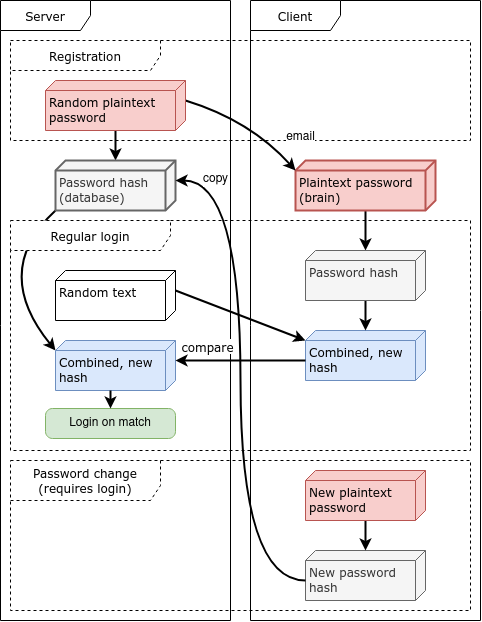 Server
Client
Registration
Random plaintext
password
email
Password hash
(database)
copy
Plaintext password
(brain)
Regular login
Password hash
Random text
compare
Combined, new
hash
Combined, new
hash
Login on match
Password change
(requires login)
New plaintext
password
New password
hash